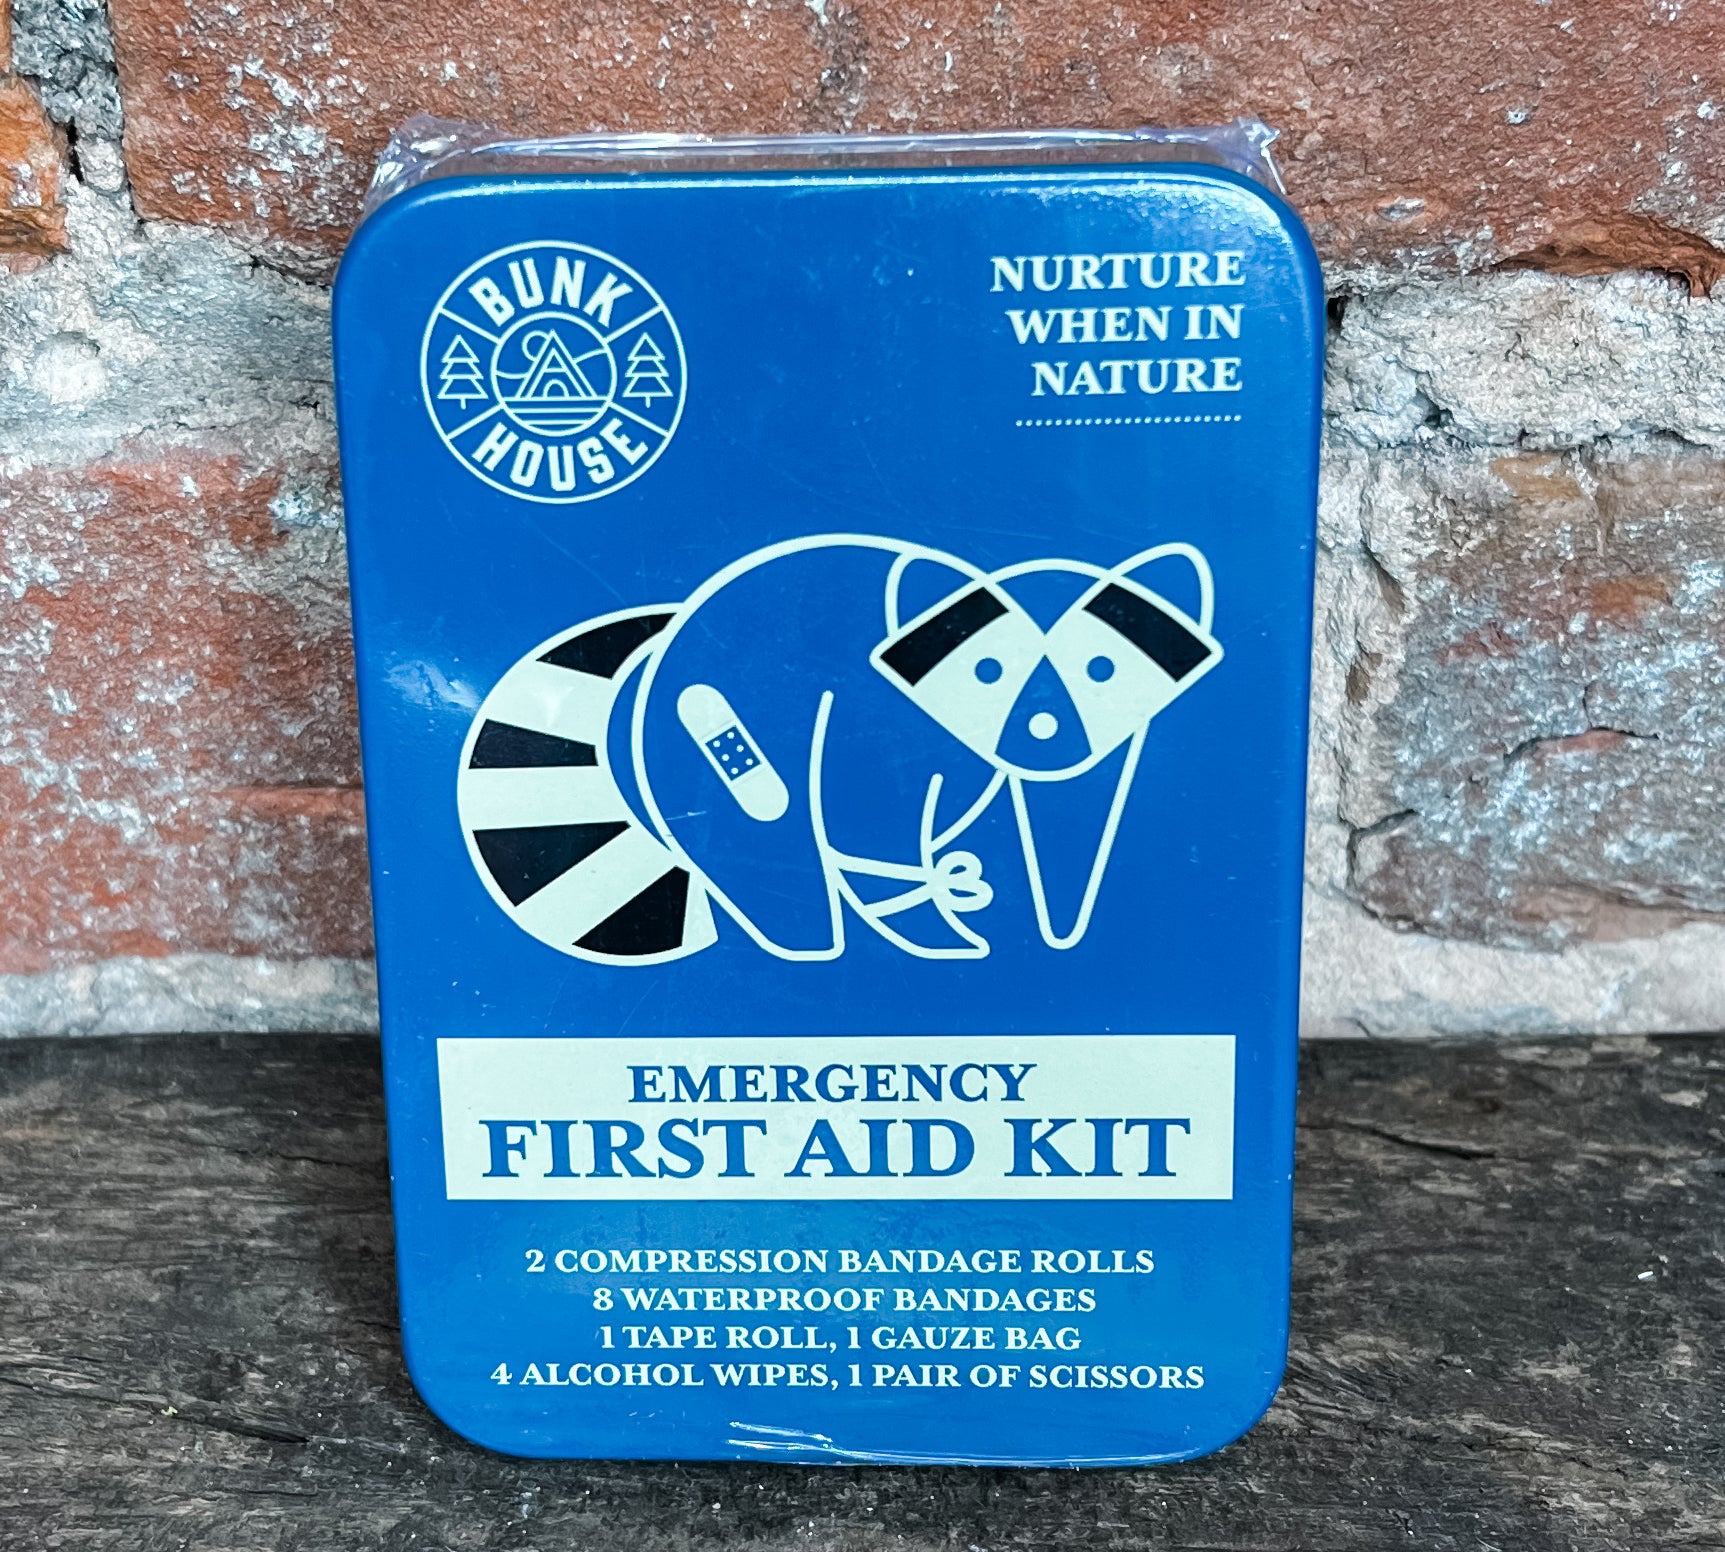 BUNK
HOUSE
NURTURE
WHEN IN
NATURE
EMERGENCY
FIRST AID KIT
2 COMPRESSION BANDAGE ROLLS
8 WATERPROOF BANDAGES
1 TAPE ROLL, 1 GAUZE BAG
4 ALCOHOL WIPES, 1 PAIR OF SCISSORS